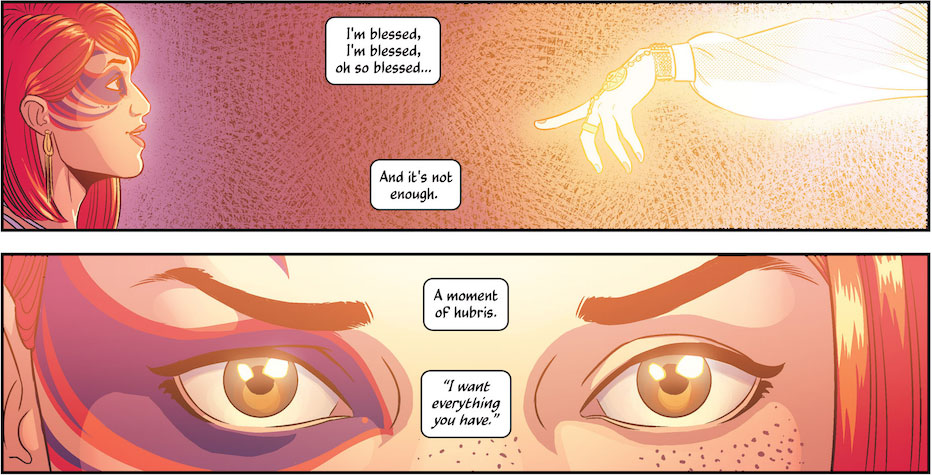 I'm blessed,
I'm blessed,
oh so blessed...
And it's not
enough.
A moment
of hubris.
“I want
everything
you have.”